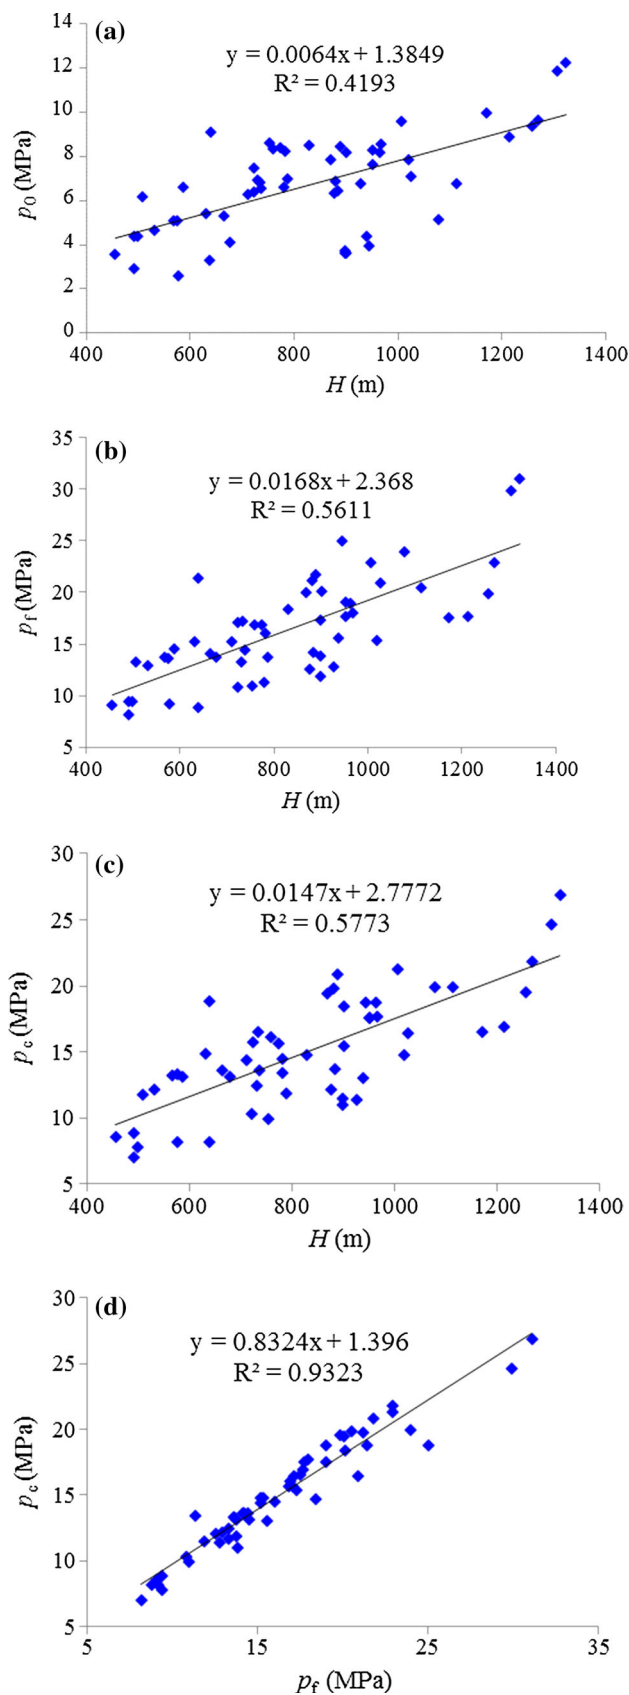 (a)
y = 0.0064x + 1.3849
R² = 0.4193
14
12
10
8
6
4
2
0
p₀ (MPa)
400 600 800 1000 1200 1400
H (m)
(b)
y = 0.0168x + 2.368
R² = 0.5611
35
30
25
20
15
10
5
p_f (MPa)
400 600 800 1000 1200 1400
H (m)
(c)
y = 0.0147x + 2.7772
R² = 0.5773
30
25
20
15
10
5
p_c (MPa)
400 600 800 1000 1200 1400
H (m)
(d)
y = 0.8324x + 1.396
R² = 0.9323
30
25
20
15
10
5
p_c (MPa)
5 15 25 35
p_f (MPa)